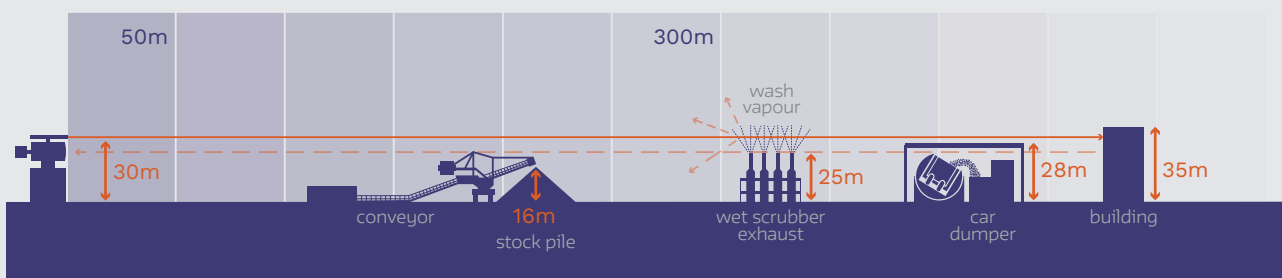 50m
300m
wash
vapour
30m
25m
28m
35m
16m
conveyor
stock pile
wet scrubber
exhaust
car
dumper
building